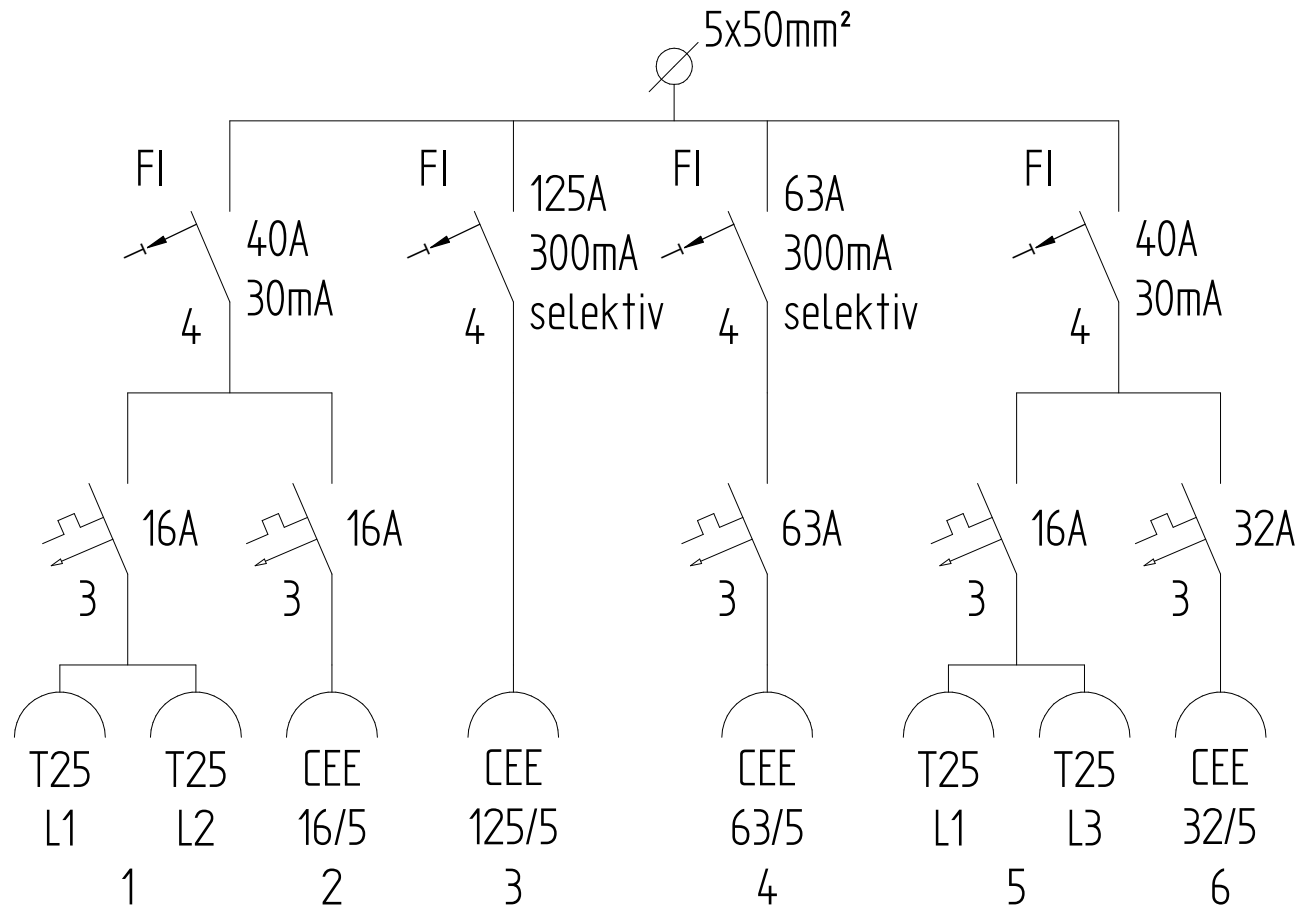 5x50mm²
FI
FI
FI
FI
125A
63A
40A
300mA
300mA
40A
30mA
selektiv
selektiv
30mA
4
4
4
4
16A
16A
63A
16A
32A
3
3
3
3
3
T25
T25
CEE
CEE
CEE
T25
T25
CEE
L1
L2
16/5
125/5
63/5
L1
L3
32/5
1
2
3
4
5
6